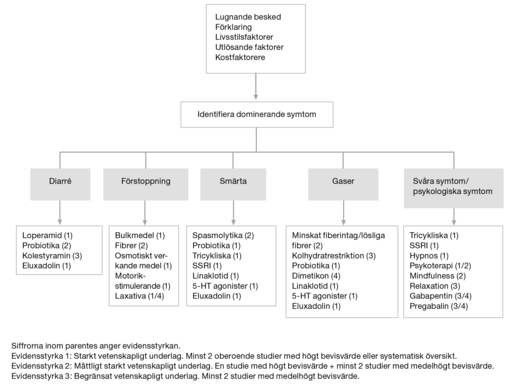 Lugnande besked
Förklaring
Livsstilsfaktorer
Utlösande faktorer
Kostfaktorere
Identifiera dominerande symtom
Diarré
Förstoppning
Smärta
Gaser
Svåra symtom/
psykologiska symtom
Loperamid (1)
Probiotika (2)
Kolestyramin (3)
Eluxadolin (1)
Bulkmedel (1)
Fibrer (2)
Osmotiskt ver-
kande medel (1)
Motorik-
stimulerande (1)
Laxativa (1/4)
Spasmolytika (2)
Probiotika (1)
Tricykliska (1)
SSRI (1)
Linaklotid (1)
5-HT agonister (1)
Eluxadolin (1)
Minskat fiberintag/lösliga
fibrer (2)
Kolhydratrestriktion (3)
Probiotika (1)
Dimetikon (4)
Linaklotid (1)
5-HT agonister (1)
Eluxadolin (1)
Tricykliska (1)
SSRI (1)
Hypnos (1)
Psykoterapi (1/2)
Mindfulness (2)
Relaxation (3)
Gabapentin (3/4)
Pregabalin (3/4)
Siffrorna inom parentes anger evidensstyrkan.
Evidensstyrka 1: Starkt vetenskapligt underlag. Minst 2 oberoende studier med högt bevisvärde eller systematisk översikt.
Evidensstyrka 2: Måttligt starkt vetenskapligt underlag. En studie med högt bevisvärde + minst 2 studier med medelhögt bevisvärde.
Evidensstyrka 3: Begränsat vetenskapligt underlag. Minst 2 studier med medelhögt bevisvärde.